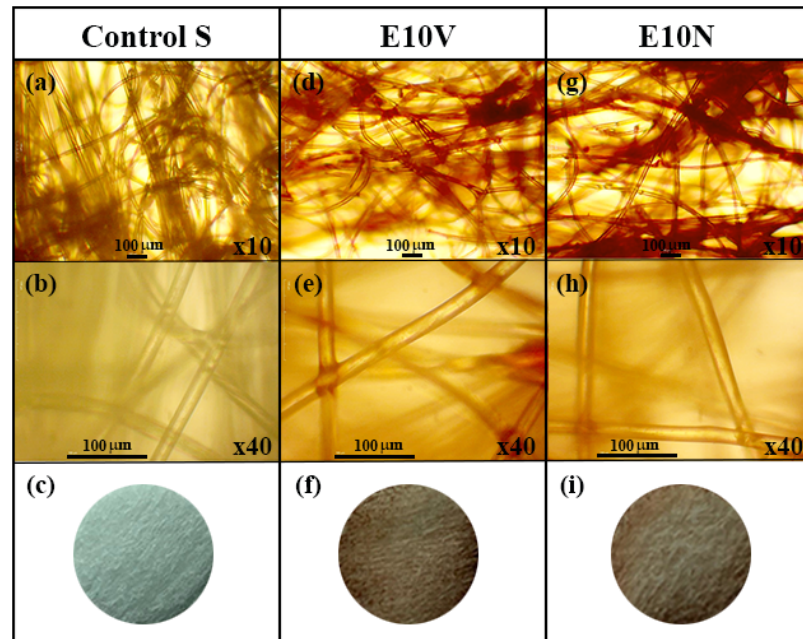 Control S
E10V
E10N
(a)
100 µm
x10
(d)
100 µm
x10
(g)
100 µm
x10
(b)
100 µm
x40
(e)
100 µm
x40
(h)
100 µm
x40
(c)
(f)
(i)